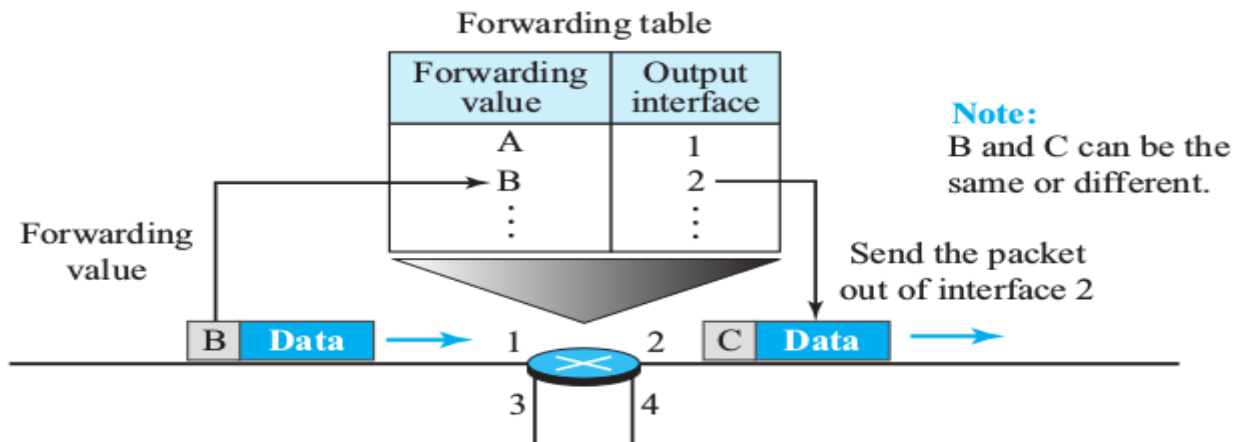 Forwarding table
Forwarding value
Output interface
A 1
B 2
⋮ ⋮
Note:
B and C can be the
same or different.
Forwarding
value
Send the packet
out of interface 2
B Data
1
2
C Data
3
4